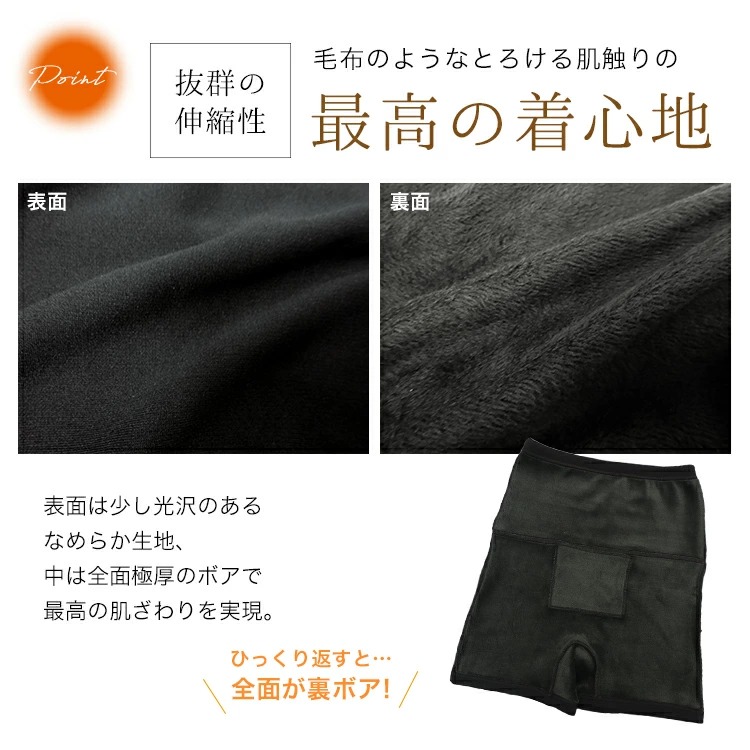 Point
抜群の
伸縮性
毛布のようなとろける肌触りの
最高の着心地
表面
裏面
表面は少し光沢のある
なめらか生地、
中は全面極厚のボアで
最高の肌ざわりを実現。
ひっくり返すと…
全面が裏ボア!